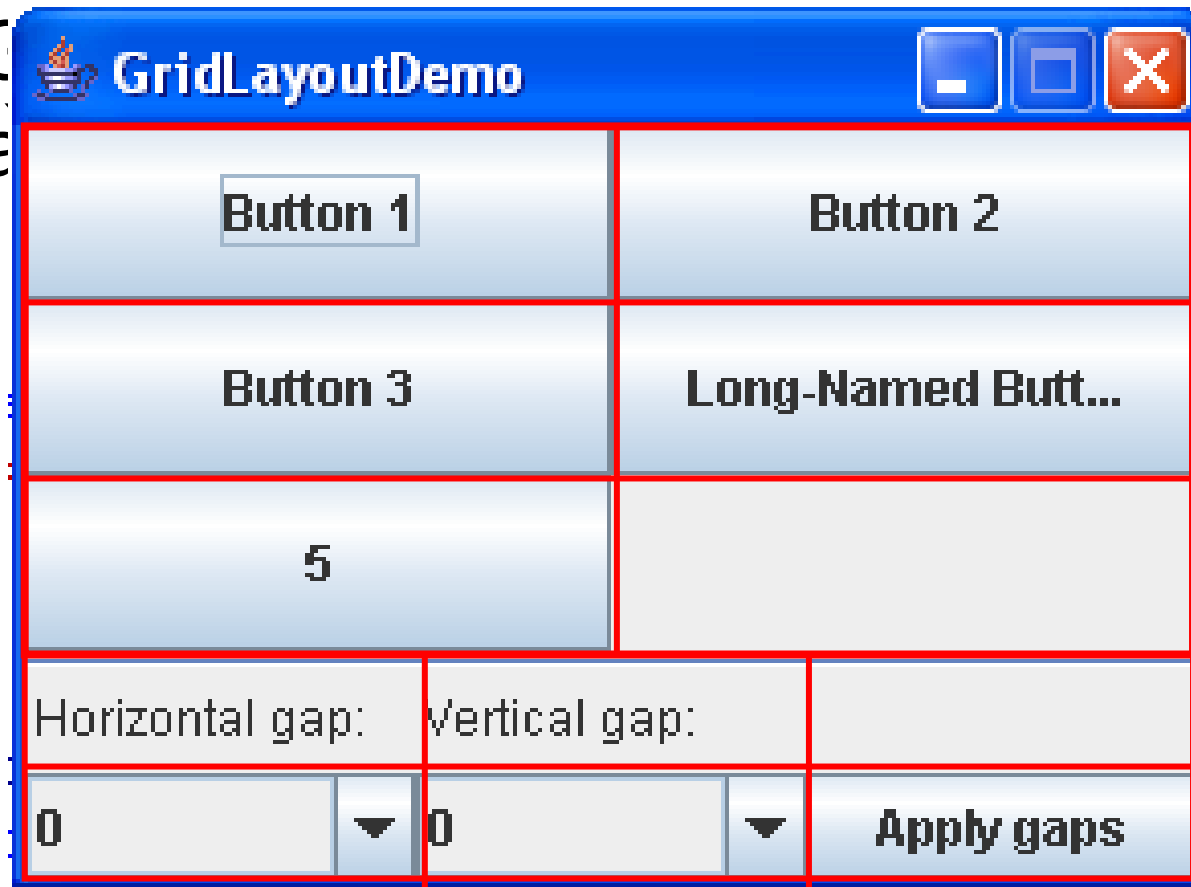 GridLayoutDemo
Button 1 Button 2
Button 3 Long-Named Butt...
5
Horizontal gap: Vertical gap:
0 0 Apply gaps